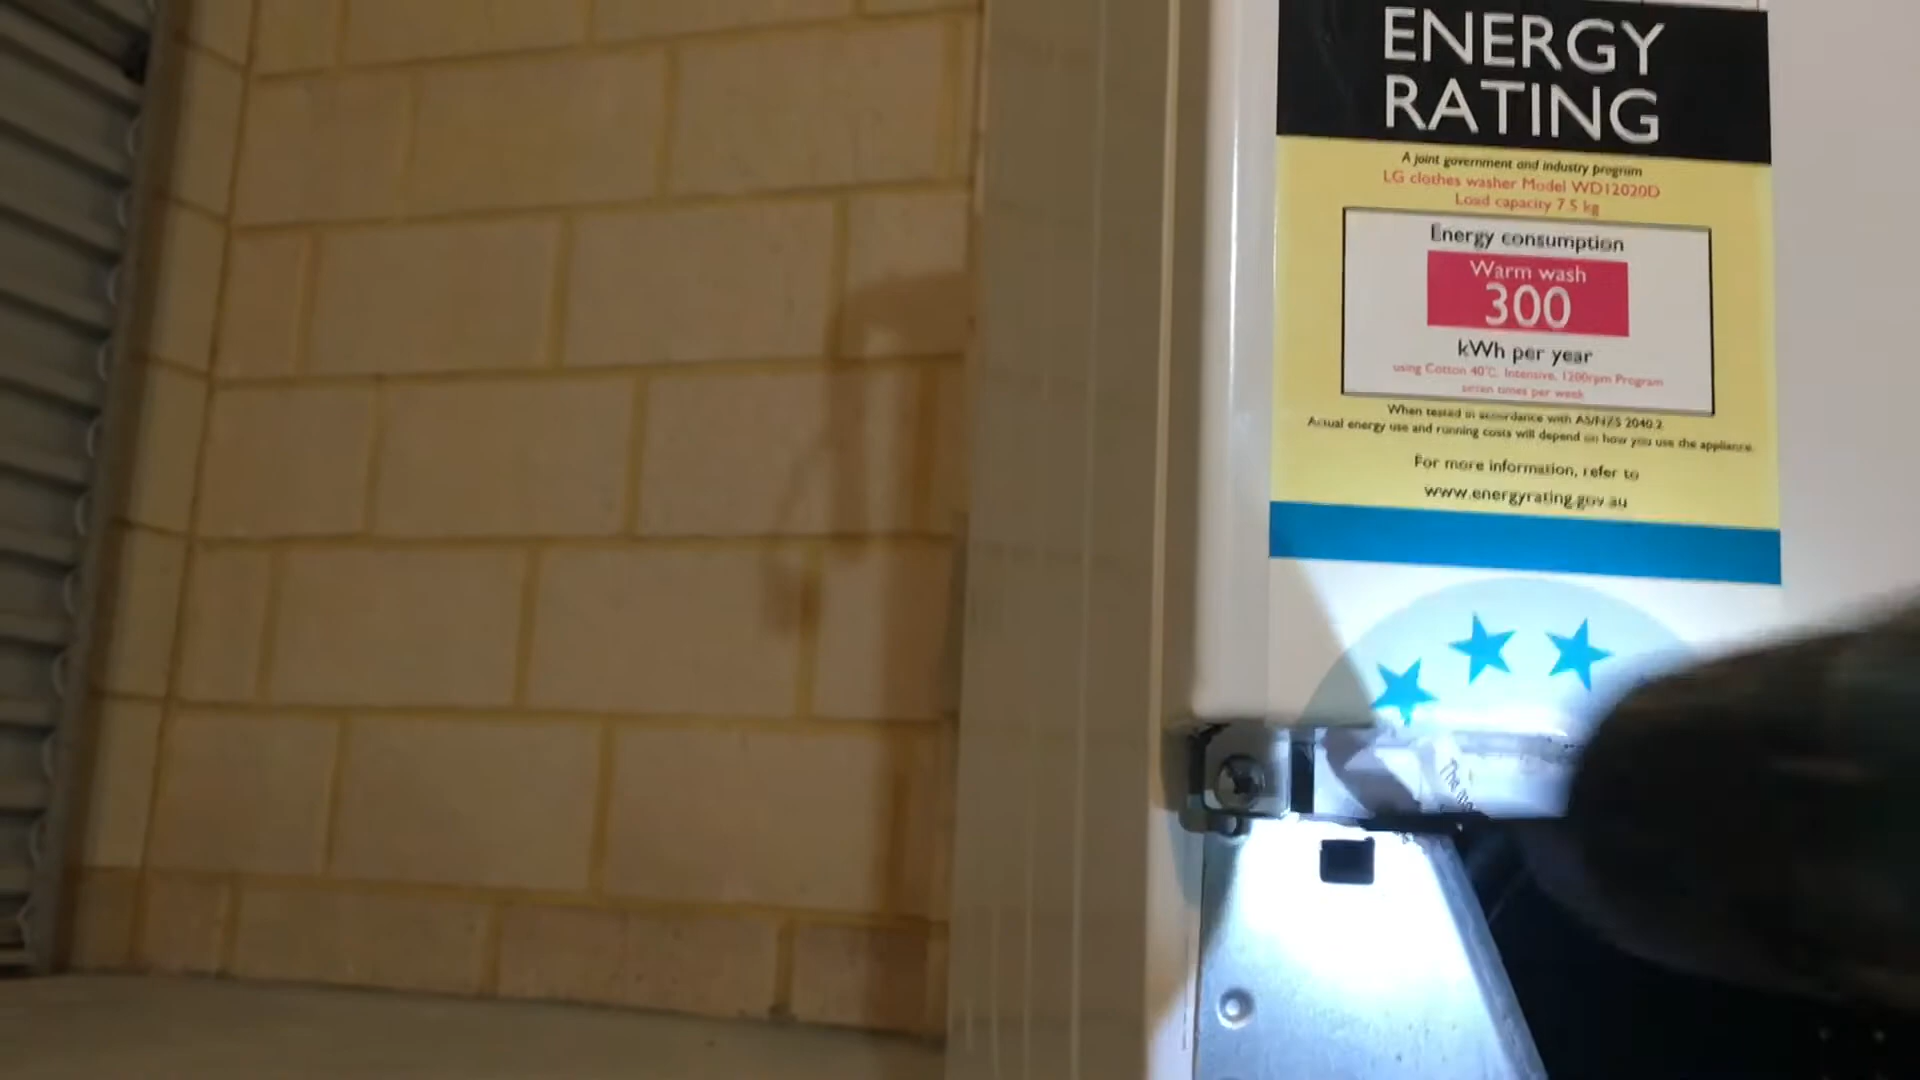 ENERGY
RATING
A joint government and industry program
LG clothes washer Model WD12020D
Load capacity 7.5 kg
Energy consumption
Warm wash
300
kWh per year
using Cotton 40°C, Intensive, 1200rpm Program
seven times per week
When tested in accordance with AS/NZS 2040.2
Actual energy use and running costs will depend on how you use the appliance.
For more information, refer to
www.energyrating.gov.au
The mo